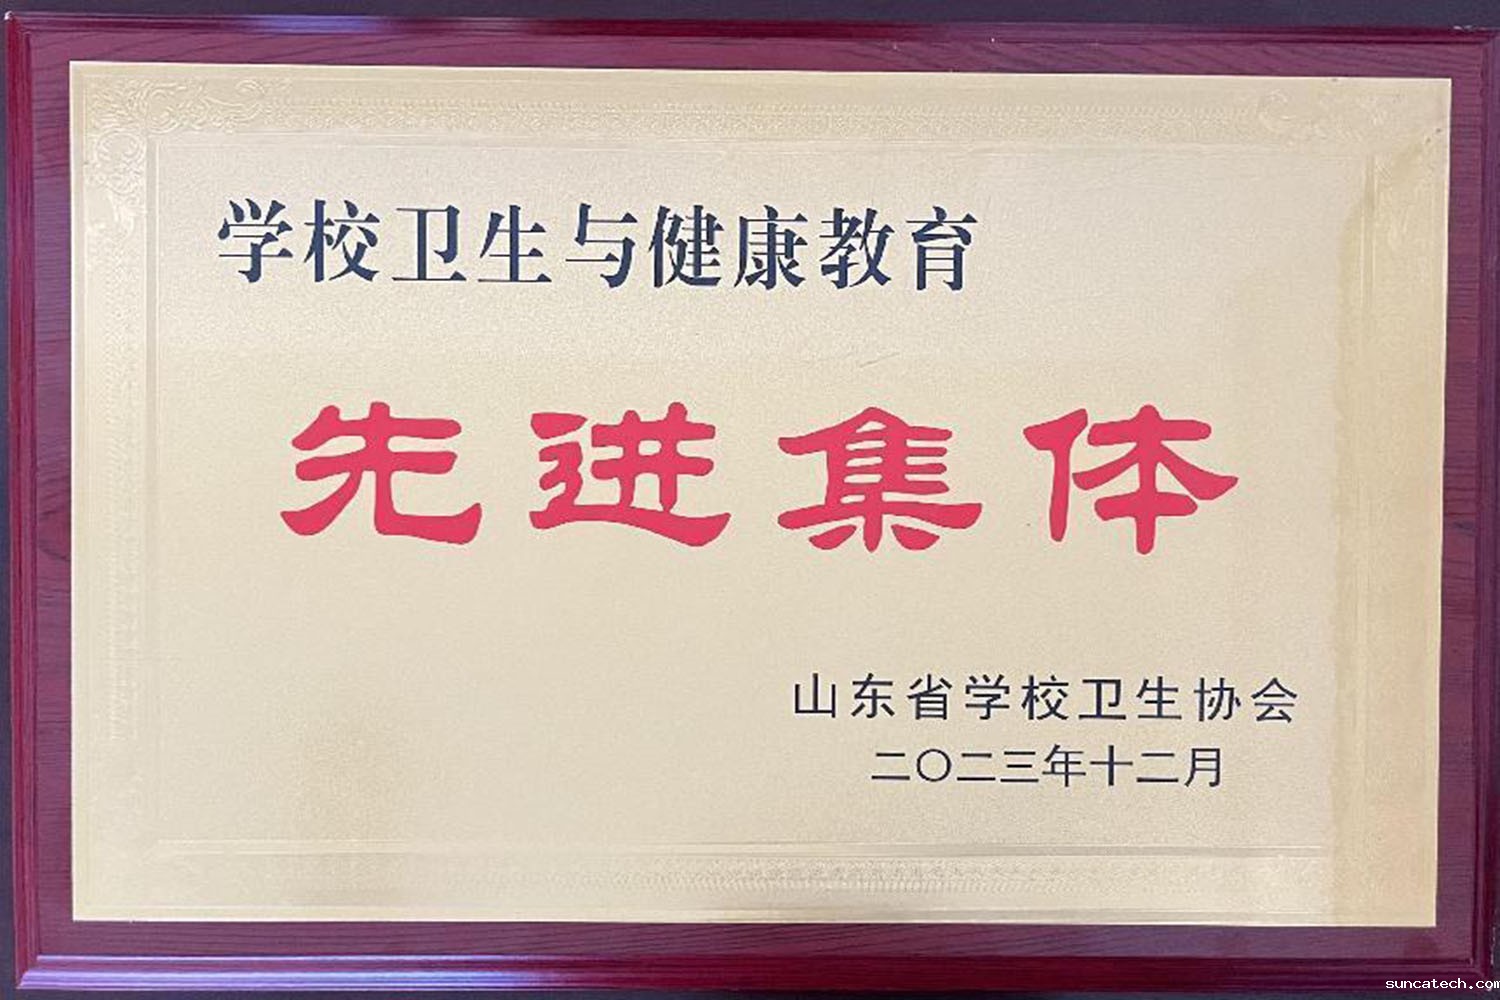 学校卫生与健康教育
先进集体
山东省学校卫生协会
二〇二三年十二月
suncatech.com